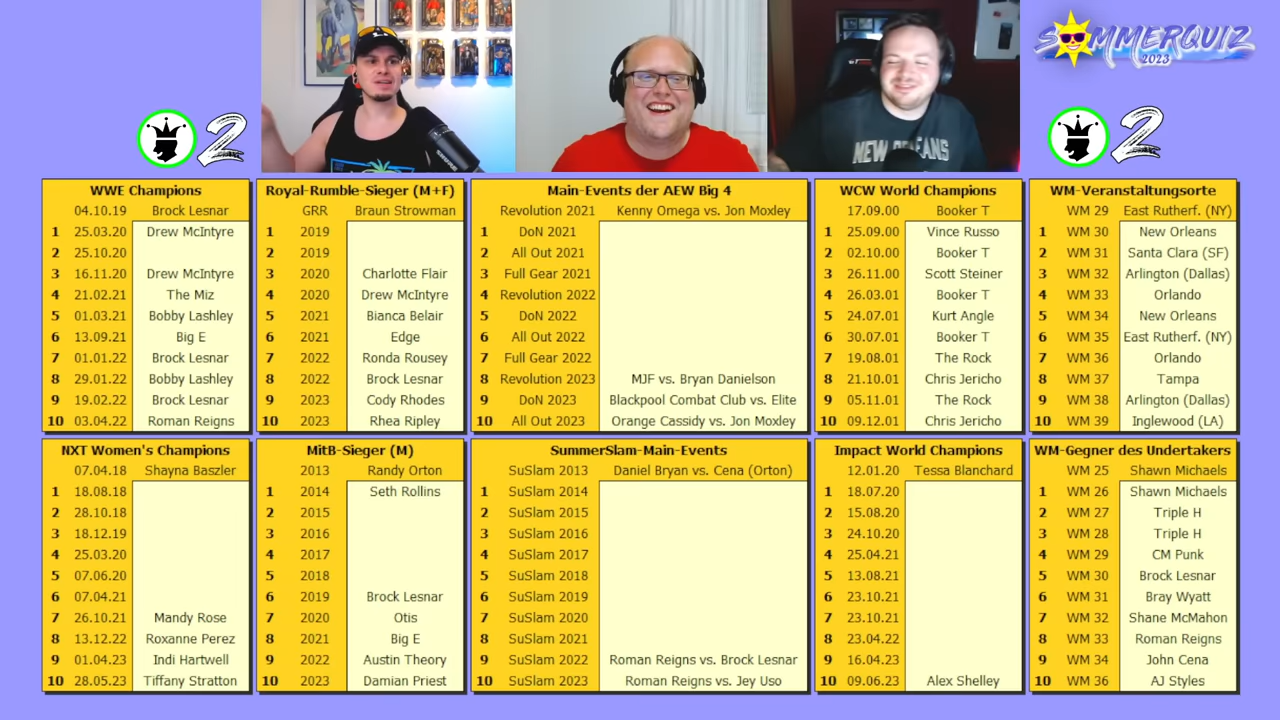 SOMMERQUIZ
2023
NEW ORLEANS
2
2
WWE Champions
04.10.19 Brock Lesnar
1 25.03.20 Drew McIntyre
2 25.10.20
3 16.11.20 Drew McIntyre
4 21.02.21 The Miz
5 01.03.21 Bobby Lashley
6 13.09.21 Big E
7 01.01.22 Brock Lesnar
8 29.01.22 Bobby Lashley
9 19.02.22 Brock Lesnar
10 03.04.22 Roman Reigns
Royal-Rumble-Sieger (M+F)
GRR Braun Strowman
1 2019
2 2019
3 2020 Charlotte Flair
4 2020 Drew McIntyre
5 2021 Bianca Belair
6 2021 Edge
7 2022 Ronda Rousey
8 2022 Brock Lesnar
9 2023 Cody Rhodes
10 2023 Rhea Ripley
Main-Events der AEW Big 4
Revolution 2021 Kenny Omega vs. Jon Moxley
1 DoN 2021
2 All Out 2021
3 Full Gear 2021
4 Revolution 2022
5 DoN 2022
6 All Out 2022
7 Full Gear 2022
8 Revolution 2023 MJF vs. Bryan Danielson
9 DoN 2023 Blackpool Combat Club vs. Elite
10 All Out 2023 Orange Cassidy vs. Jon Moxley
WCW World Champions
17.09.00 Booker T
1 25.09.00 Vince Russo
2 02.10.00 Booker T
3 26.11.00 Scott Steiner
4 26.03.01 Booker T
5 24.07.01 Kurt Angle
6 30.07.01 Booker T
7 19.08.01 The Rock
8 21.10.01 Chris Jericho
9 05.11.01 The Rock
10 09.12.01 Chris Jericho
WM-Veranstaltungsorte
WM 29 East Rutherf. (NY)
1 WM 30 New Orleans
2 WM 31 Santa Clara (SF)
3 WM 32 Arlington (Dallas)
4 WM 33 Orlando
5 WM 34 New Orleans
6 WM 35 East Rutherf. (NY)
7 WM 36 Orlando
8 WM 37 Tampa
9 WM 38 Arlington (Dallas)
10 WM 39 Inglewood (LA)
NXT Women's Champions
07.04.18 Shayna Baszler
1 18.08.18
2 28.10.18
3 18.12.19
4 25.03.20
5 07.06.20
6 07.04.21
7 26.10.21 Mandy Rose
8 13.12.22 Roxanne Perez
9 01.04.23 Indi Hartwell
10 28.05.23 Tiffany Stratton
MitB-Sieger (M)
2013 Randy Orton
1 2014 Seth Rollins
2 2015
3 2016
4 2017
5 2018
6 2019 Brock Lesnar
7 2020 Otis
8 2021 Big E
9 2022 Austin Theory
10 2023 Damian Priest
SummerSlam-Main-Events
SuSlam 2013 Daniel Bryan vs. Cena (Orton)
1 SuSlam 2014
2 SuSlam 2015
3 SuSlam 2016
4 SuSlam 2017
5 SuSlam 2018
6 SuSlam 2019
7 SuSlam 2020
8 SuSlam 2021
9 SuSlam 2022 Roman Reigns vs. Brock Lesnar
10 SuSlam 2023 Roman Reigns vs. Jey Uso
Impact World Champions
12.01.20 Tessa Blanchard
1 18.07.20
2 15.08.20
3 24.10.20
4 25.04.21
5 13.08.21
6 23.10.21
7 23.10.21
8 23.04.22
9 16.04.23
10 09.06.23 Alex Shelley
WM-Gegner des Undertakers
WM 25 Shawn Michaels
1 WM 26 Shawn Michaels
2 WM 27 Triple H
3 WM 28 Triple H
4 WM 29 CM Punk
5 WM 30 Brock Lesnar
6 WM 31 Bray Wyatt
7 WM 32 Shane McMahon
8 WM 33 Roman Reigns
9 WM 34 John Cena
10 WM 36 AJ Styles